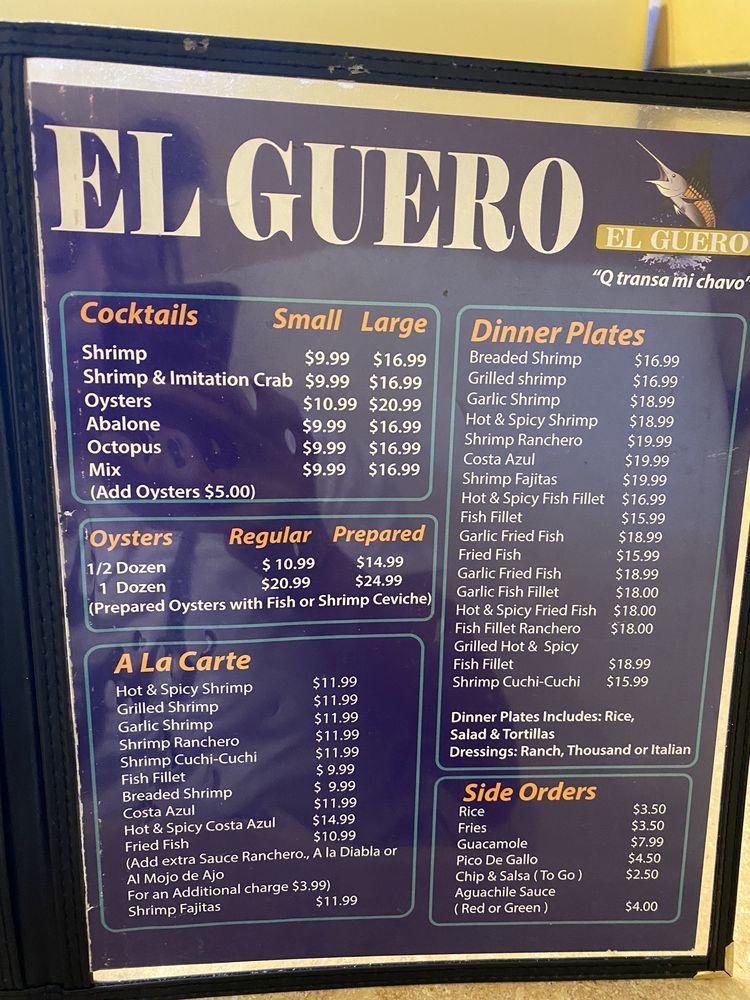 EL GUERO
EL GUERO
"Q transa mi chavo"
Cocktails Small Large
Shrimp $9.99 $16.99
Shrimp & Imitation Crab $9.99 $16.99
Oysters $10.99 $20.99
Abalone $9.99 $16.99
Octopus $9.99 $16.99
Mix $9.99 $16.99
(Add Oysters $5.00)
Oysters Regular Prepared
1/2 Dozen $ 10.99 $14.99
1 Dozen $20.99 $24.99
(Prepared Oysters with Fish or Shrimp Ceviche)
A La Carte
Hot & Spicy Shrimp $11.99
Grilled Shrimp $11.99
Garlic Shrimp $11.99
Shrimp Ranchero $11.99
Shrimp Cuchi-Cuchi $11.99
Fish Fillet $ 9.99
Breaded Shrimp $ 9.99
Costa Azul $11.99
Hot & Spicy Costa Azul $14.99
Fried Fish $10.99
(Add extra Sauce Ranchero., A la Diabla or
Al Mojo de Ajo
For an Additional charge $3.99)
Shrimp Fajitas $11.99
Dinner Plates
Breaded Shrimp $16.99
Grilled shrimp $16.99
Garlic Shrimp $18.99
Hot & Spicy Shrimp $18.99
Shrimp Ranchero $19.99
Costa Azul $19.99
Shrimp Fajitas $19.99
Hot & Spicy Fish Fillet $16.99
Fish Fillet $15.99
Garlic Fried Fish $18.99
Fried Fish $15.99
Garlic Fried Fish $18.99
Garlic Fish Fillet $18.00
Hot & Spicy Fried Fish $18.00
Fish Fillet Ranchero $18.00
Grilled Hot & Spicy
Fish Fillet $18.99
Shrimp Cuchi-Cuchi $15.99
Dinner Plates Includes: Rice,
Salad & Tortillas
Dressings: Ranch, Thousand or Italian
Side Orders
Rice $3.50
Fries $3.50
Guacamole $7.99
Pico De Gallo $4.50
Chip & Salsa ( To Go ) $2.50
Aguachile Sauce
( Red or Green ) $4.00